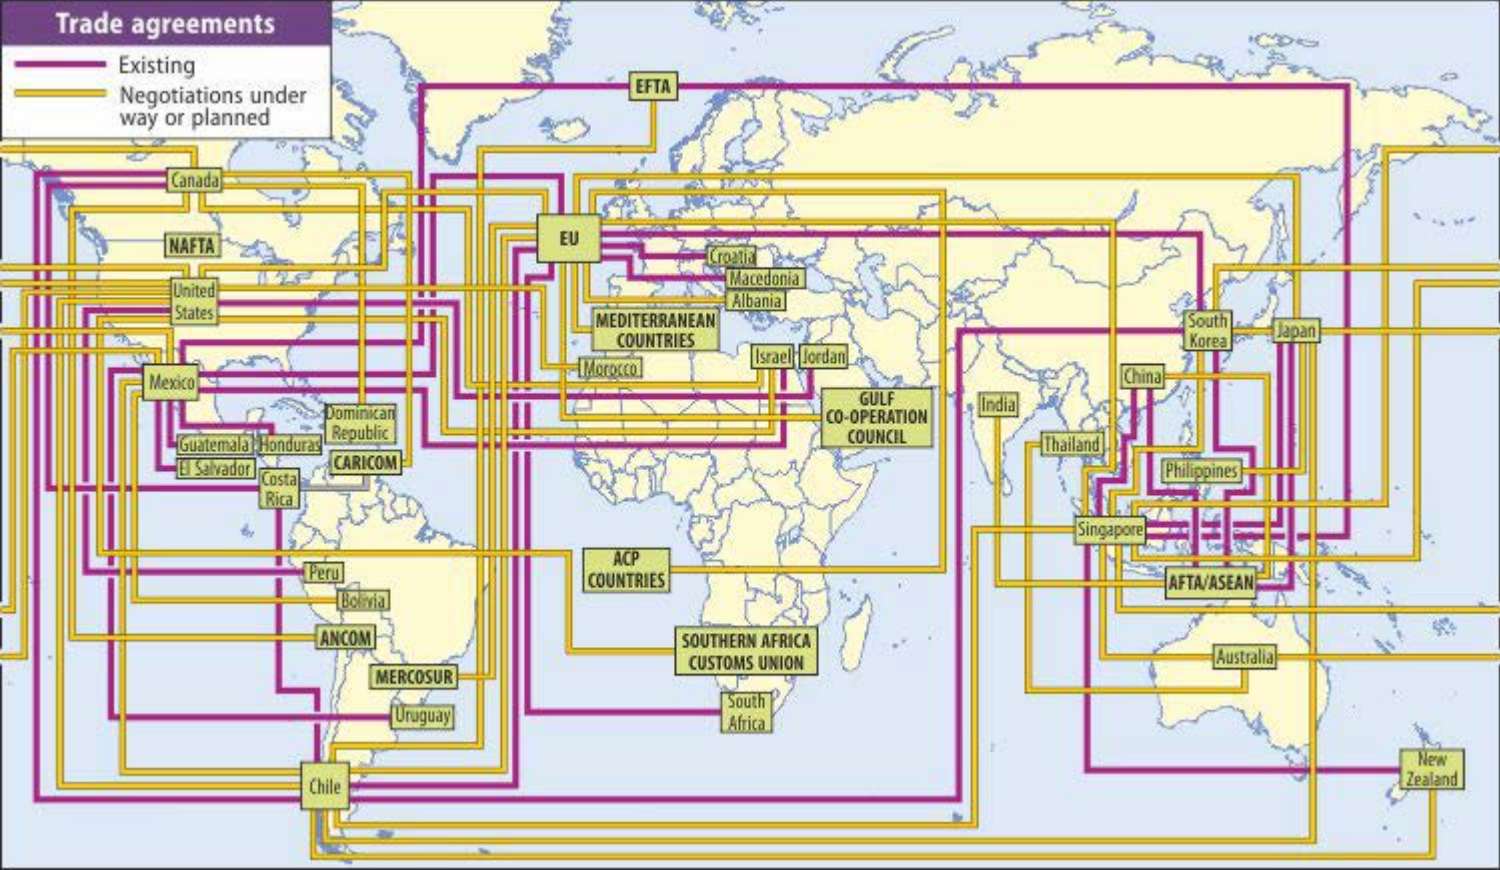 Trade agreements
Existing
Negotiations under
way or planned
EFTA
Canada
NAFTA
EU
Croatia
Macedonia
Albania
United
States
MEDITERRANEAN
COUNTRIES
South
Korea
Japan
Mexico
Morocco
Israel
Jordan
China
India
GULF
CO-OPERATION
COUNCIL
Dominican
Republic
Guatemala
Honduras
Thailand
El Salvador
CARICOM
Philippines
Costa
Rica
Singapore
ACP
COUNTRIES
Peru
AFTA/ASEAN
Bolivia
ANCOM
SOUTHERN AFRICA
CUSTOMS UNION
Australia
MERCOSUR
Uruguay
South
Africa
Chile
New
Zealand